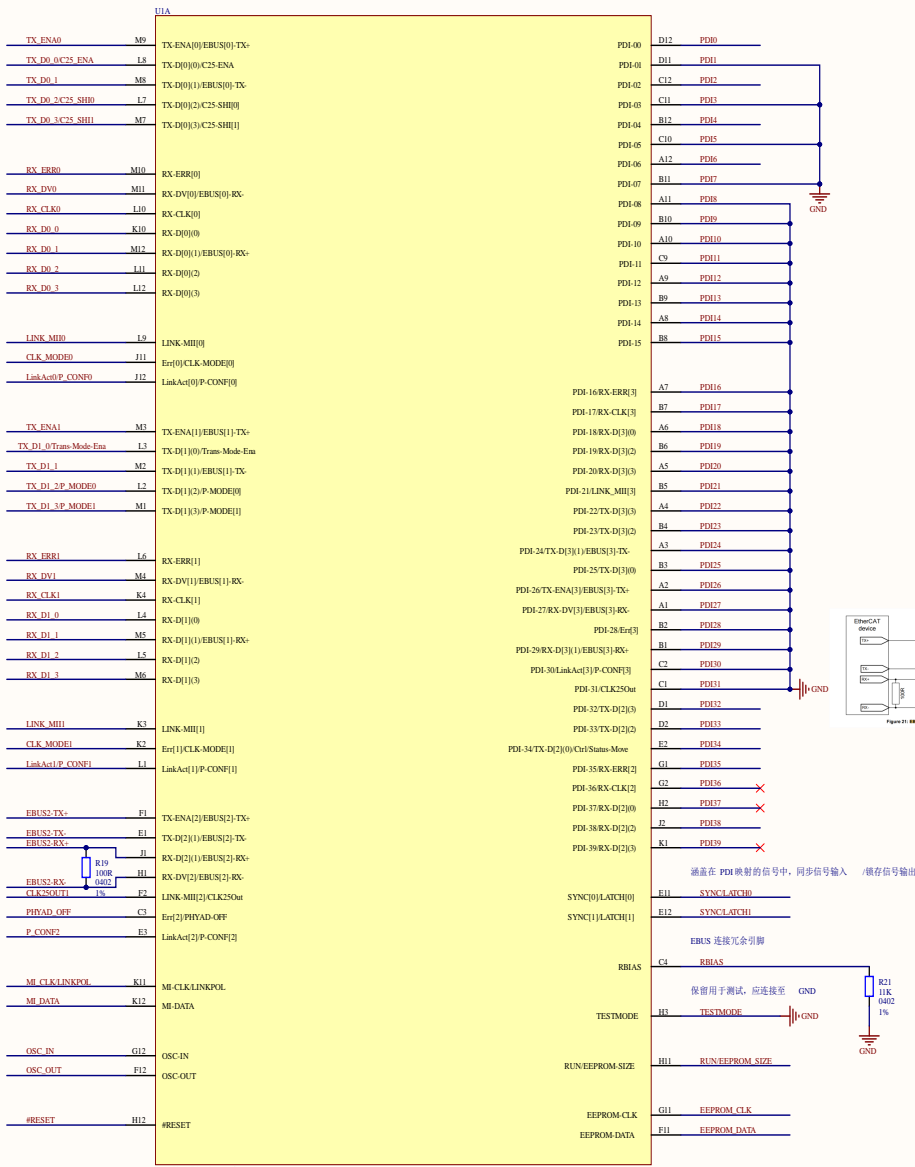 U1A
TX_ENA0 M9 TX-ENA[0]/EBUS[0]-TX+
TX_D0_0/C25_ENA L8 TX-D[0](0)/C25-ENA
TX_D0_1 M8 TX-D[0](1)/EBUS[0]-TX-
TX_D0_2/C25_SHI0 L7 TX-D[0](2)/C25-SHI[0]
TX_D0_3/C25_SHI1 M7 TX-D[0](3)/C25-SHI[1]
RX_ERR0 M10 RX-ERR[0]
RX_DV0 M11 RX-DV[0]/EBUS[0]-RX-
RX_CLK0 L10 RX-CLK[0]
RX_D0_0 K10 RX-D[0](0)
RX_D0_1 M12 RX-D[0](1)/EBUS[0]-RX+
RX_D0_2 L11 RX-D[0](2)
RX_D0_3 L12 RX-D[0](3)
LINK_MII0 L9 LINK-MII[0]
CLK_MODE0 J11 Err[0]/CLK-MODE[0]
LinkAct0/P_CONF0 J12 LinkAct[0]/P-CONF[0]
TX_ENA1 M3 TX-ENA[1]/EBUS[1]-TX+
TX_D1_0/Trans-Mode-Ena L3 TX-D[1](0)/Trans-Mode-Ena
TX_D1_1 M2 TX-D[1](1)/EBUS[1]-TX-
TX_D1_2/P_MODE0 L2 TX-D[1](2)/P-MODE[0]
TX_D1_3/P_MODE1 M1 TX-D[1](3)/P-MODE[1]
RX_ERR1 L6 RX-ERR[1]
RX_DV1 M4 RX-DV[1]/EBUS[1]-RX-
RX_CLK1 K4 RX-CLK[1]
RX_D1_0 L4 RX-D[1](0)
RX_D1_1 M5 RX-D[1](1)/EBUS[1]-RX+
RX_D1_2 L5 RX-D[1](2)
RX_D1_3 M6 RX-D[1](3)
LINK_MII1 K3 LINK-MII[1]
CLK_MODE1 K2 Err[1]/CLK-MODE[1]
LinkAct1/P_CONF1 L1 LinkAct[1]/P-CONF[1]
EBUS2-TX+ F1 TX-ENA[2]/EBUS[2]-TX+
EBUS2-TX- E1 TX-D[2](1)/EBUS[2]-TX-
EBUS2-RX+ J1 RX-D[2](1)/EBUS[2]-RX+
R19
100R
0402
1%
EBUS2-RX- H1 RX-DV[2]/EBUS[2]-RX-
CLK25OUT1 F2 LINK-MII[2]/CLK25Out
PHYAD_OFF C3 Err[2]/PHYAD-OFF
P_CONF2 E3 LinkAct[2]/P-CONF[2]
MI_CLK/LINKPOL K11 MI-CLK/LINKPOL
MI_DATA K12 MI-DATA
OSC_IN G12 OSC-IN
OSC_OUT F12 OSC-OUT
#RESET H12 #RESET
PDI-00 D12 PDI0
PDI-01 D11 PDI1
PDI-02 C12 PDI2
PDI-03 C11 PDI3
PDI-04 B12 PDI4
PDI-05 C10 PDI5
PDI-06 A12 PDI6
PDI-07 B11 PDI7
GND
PDI-08 A11 PDI8
PDI-09 B10 PDI9
PDI-10 A10 PDI10
PDI-11 C9 PDI11
PDI-12 A9 PDI12
PDI-13 B9 PDI13
PDI-14 A8 PDI14
PDI-15 B8 PDI15
PDI-16/RX-ERR[3] A7 PDI16
PDI-17/RX-CLK[3] B7 PDI17
PDI-18/RX-D[3](0) A6 PDI18
PDI-19/RX-D[3](2) B6 PDI19
PDI-20/RX-D[3](3) A5 PDI20
PDI-21/LINK_MII[3] B5 PDI21
PDI-22/TX-D[3](3) A4 PDI22
PDI-23/TX-D[3](2) B4 PDI23
PDI-24/TX-D[3](1)/EBUS[3]-TX- A3 PDI24
PDI-25/TX-D[3](0) B3 PDI25
PDI-26/TX-ENA[3]/EBUS[3]-TX+ A2 PDI26
PDI-27/RX-DV[3]/EBUS[3]-RX- A1 PDI27
PDI-28/Err[3] B2 PDI28
PDI-29/RX-D[3](1)/EBUS[3]-RX+ B1 PDI29
PDI-30/LinkAct[3]/P-CONF[3] C2 PDI30
PDI-31/CLK25Out C1 PDI31 GND
PDI-32/TX-D[2](3) D1 PDI32
PDI-33/TX-D[2](2) D2 PDI33
PDI-34/TX-D[2](0)/Ctrl/Status-Move E2 PDI34
PDI-35/RX-ERR[2] G1 PDI35
PDI-36/RX-CLK[2] G2 PDI36
PDI-37/RX-D[2](0) H2 PDI37
PDI-38/RX-D[2](2) J2 PDI38
PDI-39/RX-D[2](3) K1 PDI39
涵盖在 PDI 映射的信号中，同步信号输入 /锁存信号输出
SYNC[0]/LATCH[0] E11 SYNC/LATCH0
SYNC[1]/LATCH[1] E12 SYNC/LATCH1
EBUS 连接冗余引脚
RBIAS C4 RBIAS
R21
11K
0402
1%
GND
保留用于测试，应连接至 GND
TESTMODE H3 TESTMODE GND
RUN/EEPROM-SIZE H11 RUN/EEPROM_SIZE
EEPROM-CLK G11 EEPROM_CLK
EEPROM-DATA F11 EEPROM_DATA
EtherCAT
device
TX+
TX-
RX+
100R
RX-
Figure 21: